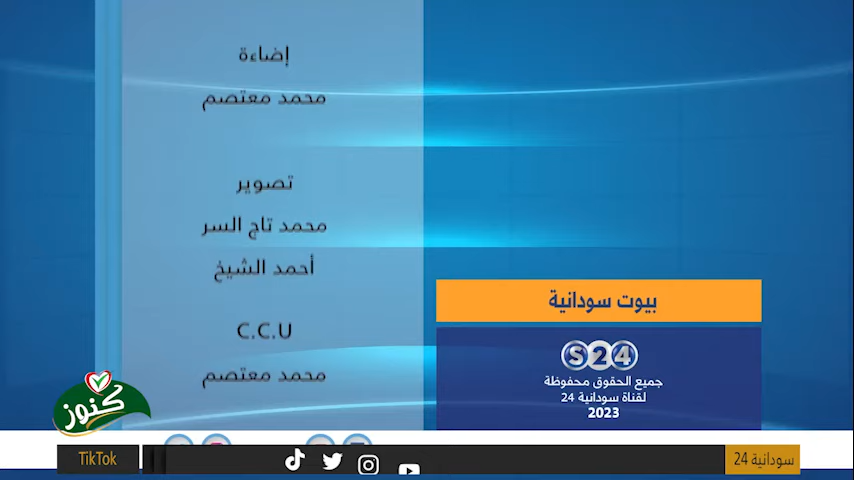 إضاءة
محمد معتصم
تصوير
محمد تاج السر
أحمد الشيخ
C.C.U
محمد معتصم
بيوت سودانية
S24
جميع الحقوق محفوظة
لقناة سودانية 24
2023
كنوز
TikTok
سودانية 24